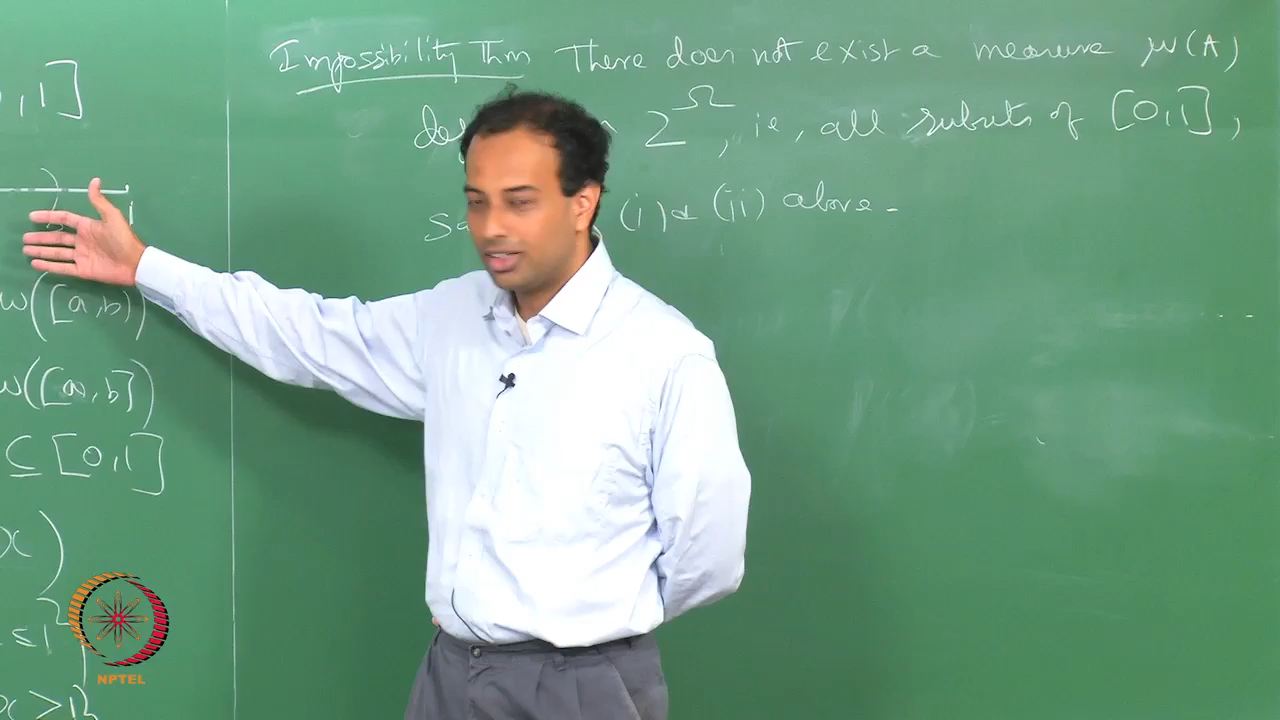 ,1]
Impossibility Thm There does not exist a measure μ(A)
2^Ω, ie, all subsets of [0,1],
(i) & (ii) above.
1
([a,b))
([a,b])
⊆ [0,1]
x)
≤1
x >1}
NPTEL